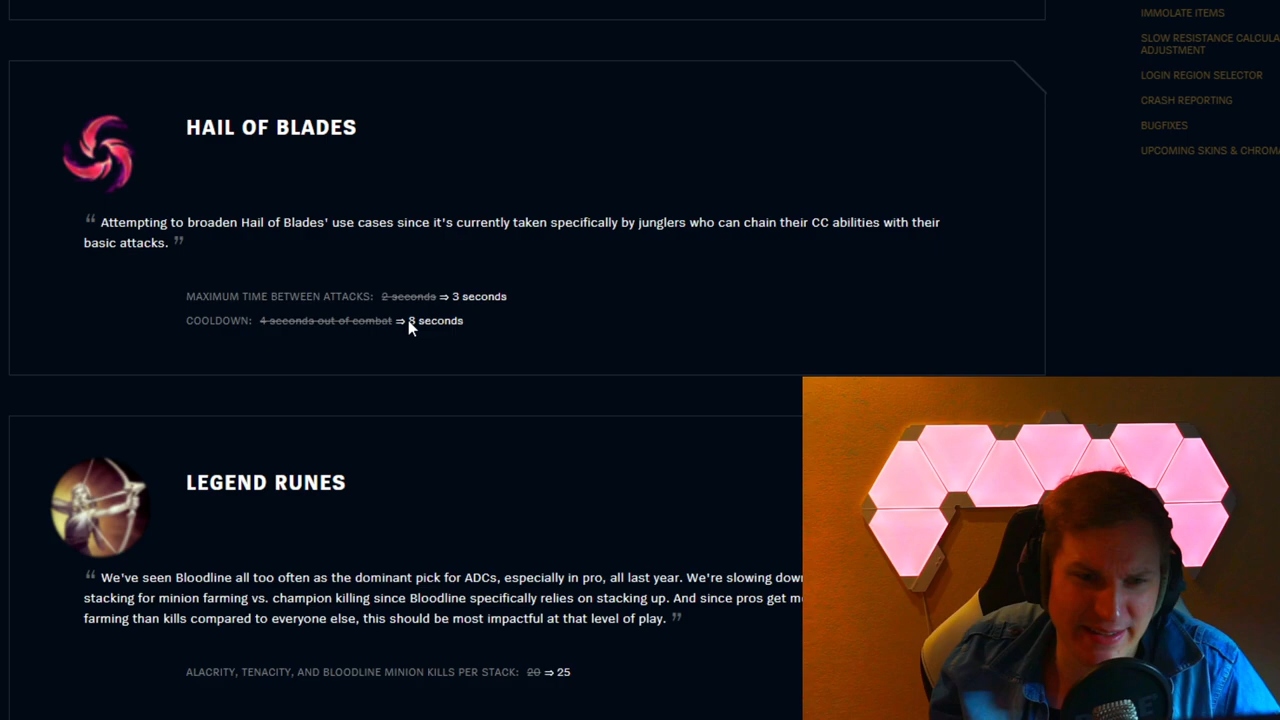 IMMOLATE ITEMS
SLOW RESISTANCE
ADJUSTMENT
LOGIN REGION SELECTOR
CRASH REPORTING
BUGFIXES
UPCOMING SKINS &
HAIL OF BLADES
“ Attempting to broaden Hail of Blades' use cases since it's currently taken specifically by junglers who can chain their CC abilities with their
basic attacks. ”
MAXIMUM TIME BETWEEN ATTACKS: 2 seconds ⇒ 3 seconds
COOLDOWN: 4 seconds out of combat ⇒ 8 seconds
LEGEND RUNES
“ We've seen Bloodline all too often as the dominant pick for ADCs, especially in pro, all last year. We're slowing
stacking for minion farming vs. champion killing since Bloodline specifically relies on stacking up. And since pros get
farming than kills compared to everyone else, this should be most impactful at that level of play. ”
ALACRITY, TENACITY, AND BLOODLINE MINION KILLS PER STACK: 20 ⇒ 25